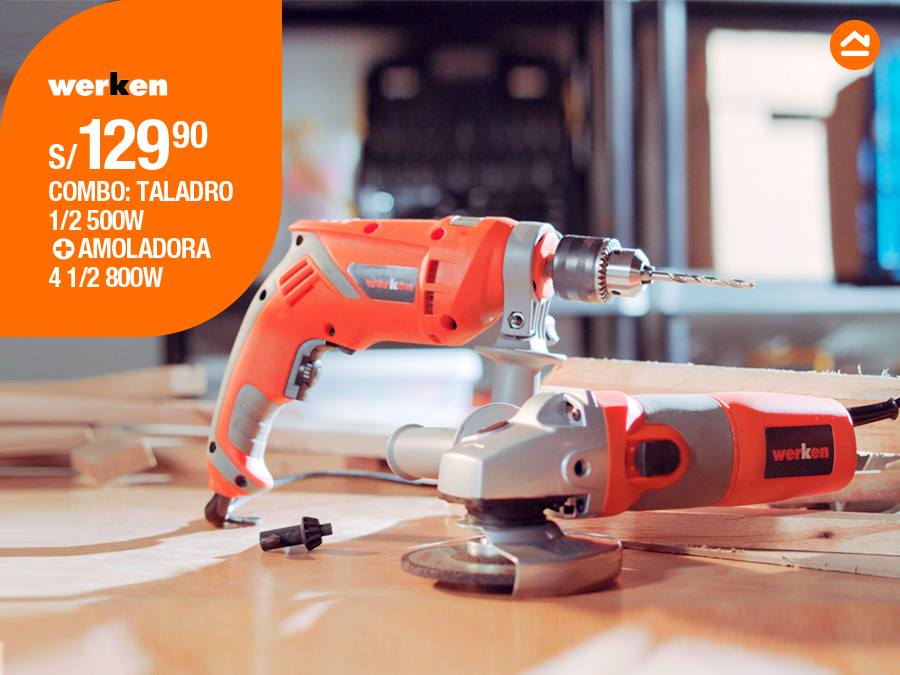 werken
S/129.90
COMBO: TALADRO
1/2 500W
+ AMOLADORA
4 1/2 800W
werken
werken